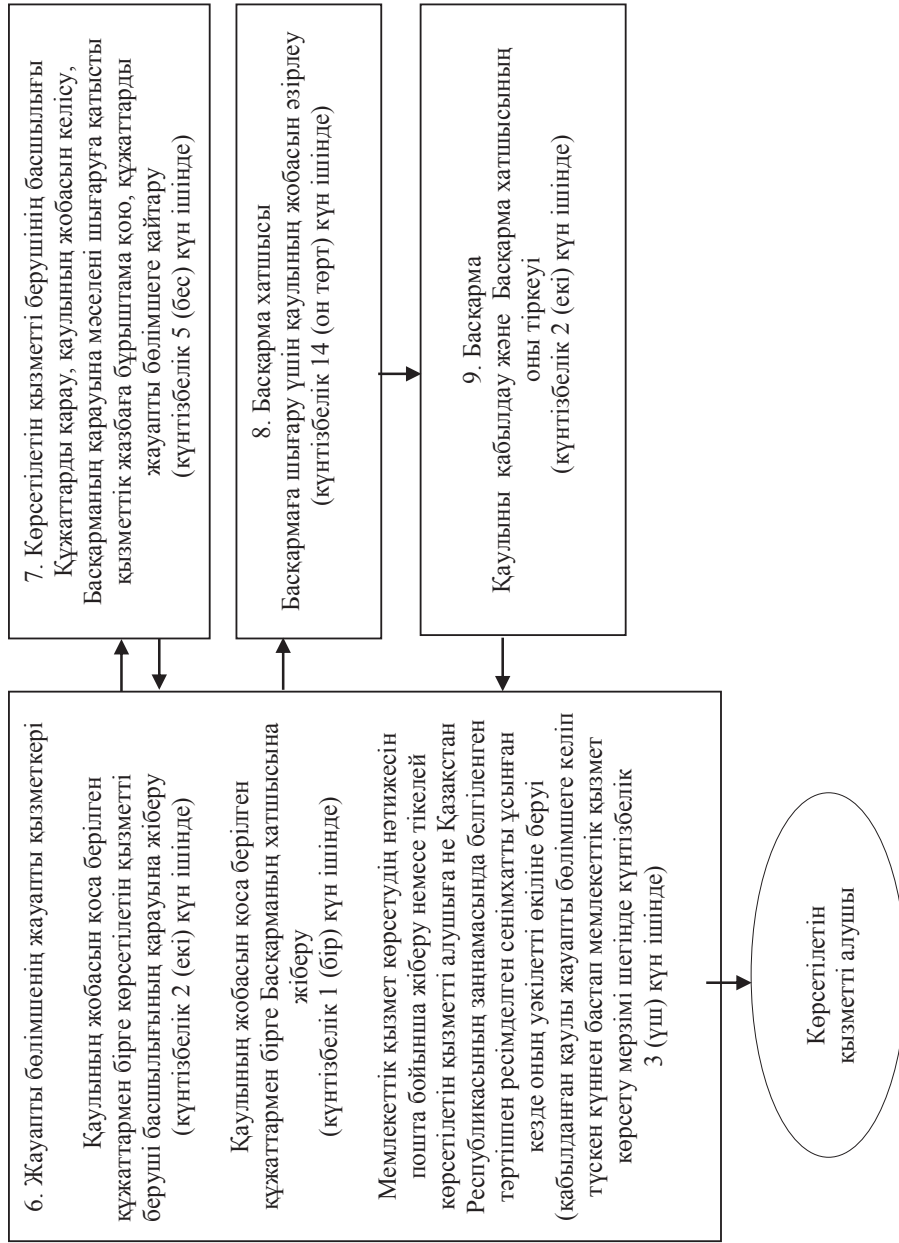 6. Жауапты бөлімшенің жауапты қызметкері
Қаулының жобасын қоса берілген
құжаттармен бірге көрсетілетін қызметті
беруші басшылығының қарауына жіберу
(күнтізбелік 2 (екі) күн ішінде)
Қаулының жобасын қоса берілген
құжаттармен бірге Басқарманың хатшысына
жіберу
(күнтізбелік 1 (бір) күн ішінде)
Мемлекеттік қызмет көрсетудің нәтижесін
пошта бойынша жіберу немесе тікелей
көрсетілетін қызметті алушыға не Қазақстан
Республикасының заңнамасында белгіленген
тәртіппен ресімделген сенімхатты ұсынған
кезде оның уәкілетті өкіліне беруі
(қабылданған қаулы жауапты бөлімшеге келіп
түскен күннен бастап мемлекеттік қызмет
көрсету мерзімі шегінде күнтізбелік
3 (үш) күн ішінде)
7. Көрсетілетін қызметті берушінің басшылығы
Құжаттарды қарау, қаулының жобасын келісу,
Басқарманың қарауына мәселені шығаруға қатысты
қызметтік жазбаға бұрыштама қою, құжаттарды
жауапты бөлімшеге қайтару
(күнтізбелік 5 (бес) күн ішінде)
8. Басқарма хатшысы
Басқармаға шығару үшін қаулының жобасын әзірлеу
(күнтізбелік 14 (он төрт) күн ішінде)
9. Басқарма
Қаулыны қабылдау және Басқарма хатшысының
оны тіркеуі
(күнтізбелік 2 (екі) күн ішінде)
Көрсетілетін
қызметті алушы